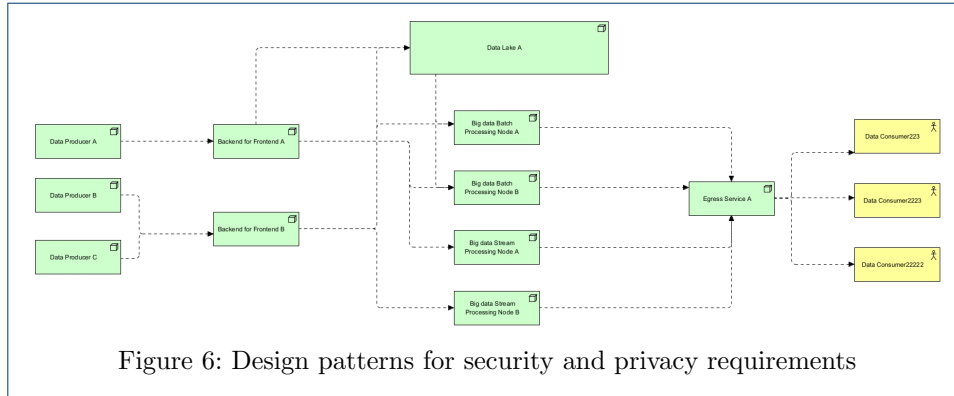 Data Lake A
Big data Batch
Processing Node A
Data Producer A
Backend for Frontend A
Data Consumer223
Data Producer B
Big data Batch
Processing Node B
Egress Service A
Data Consumer2223
Backend for Frontend B
Data Producer C
Big data Stream
Processing Node A
Data Consumer22222
Big data Stream
Processing Node B
Figure 6: Design patterns for security and privacy requirements